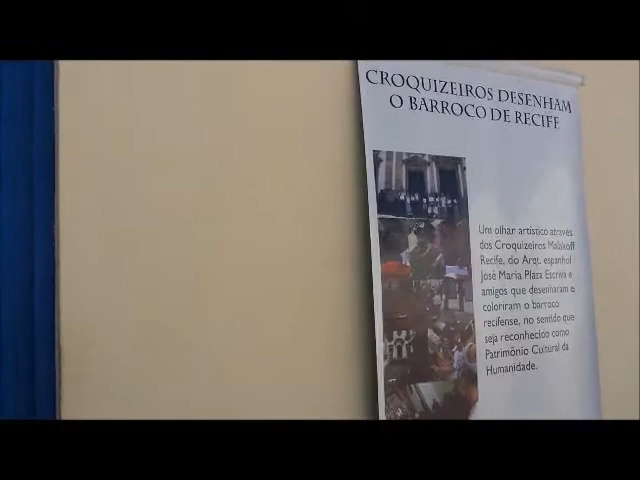 CROQUIZEIROS DESENHAM
O BARROCO DE RECIFE
Um olhar artístico através
dos Croquizeiros Malakoff
Recife, do Arqt. espanhol
José Maria Plaza Escrivá e
amigos que desenharam e
coloriram o barroco
recifense, no sentido que
seja reconhecido como
Patrimônio Cultural da
Humanidade.